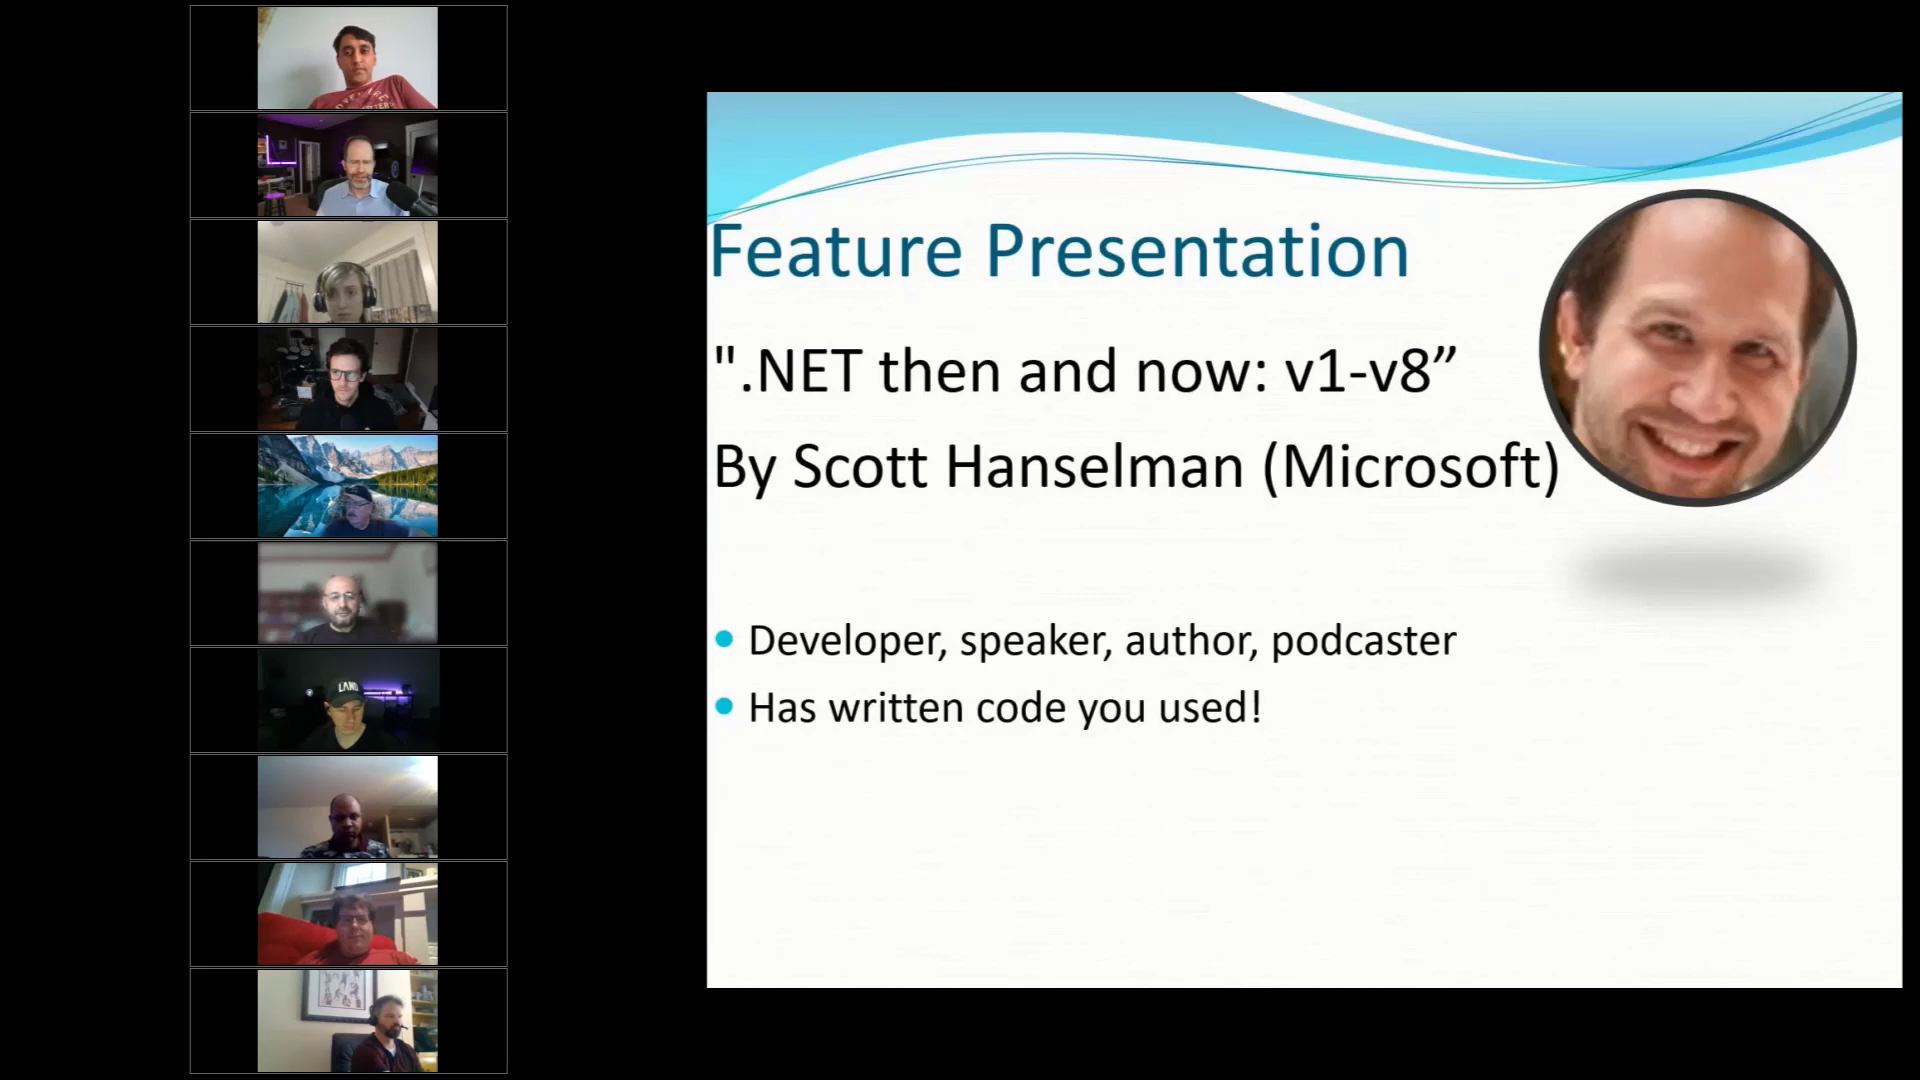 Feature Presentation
".NET then and now: v1-v8”
By Scott Hanselman (Microsoft)
Developer, speaker, author, podcaster
Has written code you used!
LAND